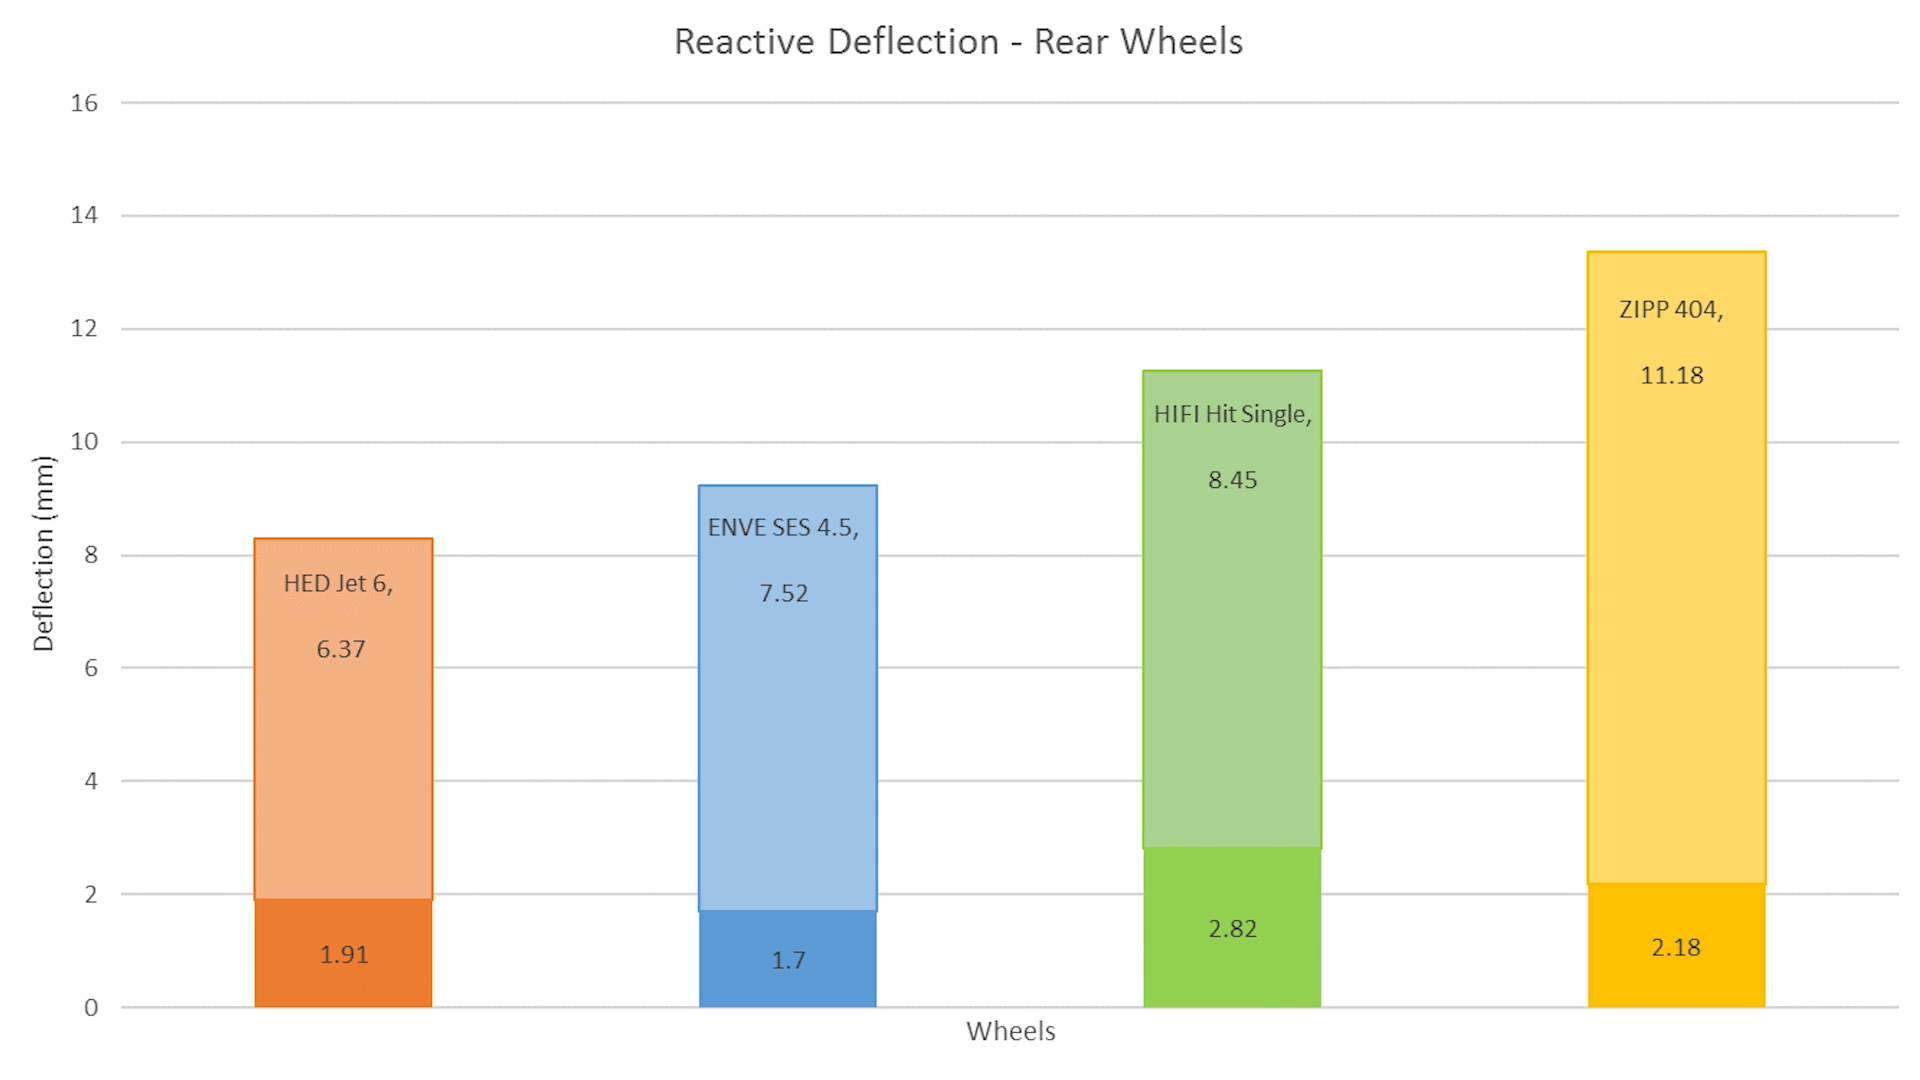 Reactive Deflection - Rear Wheels
16
14
12
10
8
6
4
2
0
Deflection (mm)
HED Jet 6,
6.37
1.91
ENVE SES 4.5,
7.52
1.7
HIFI Hit Single,
8.45
2.82
ZIPP 404,
11.18
2.18
Wheels